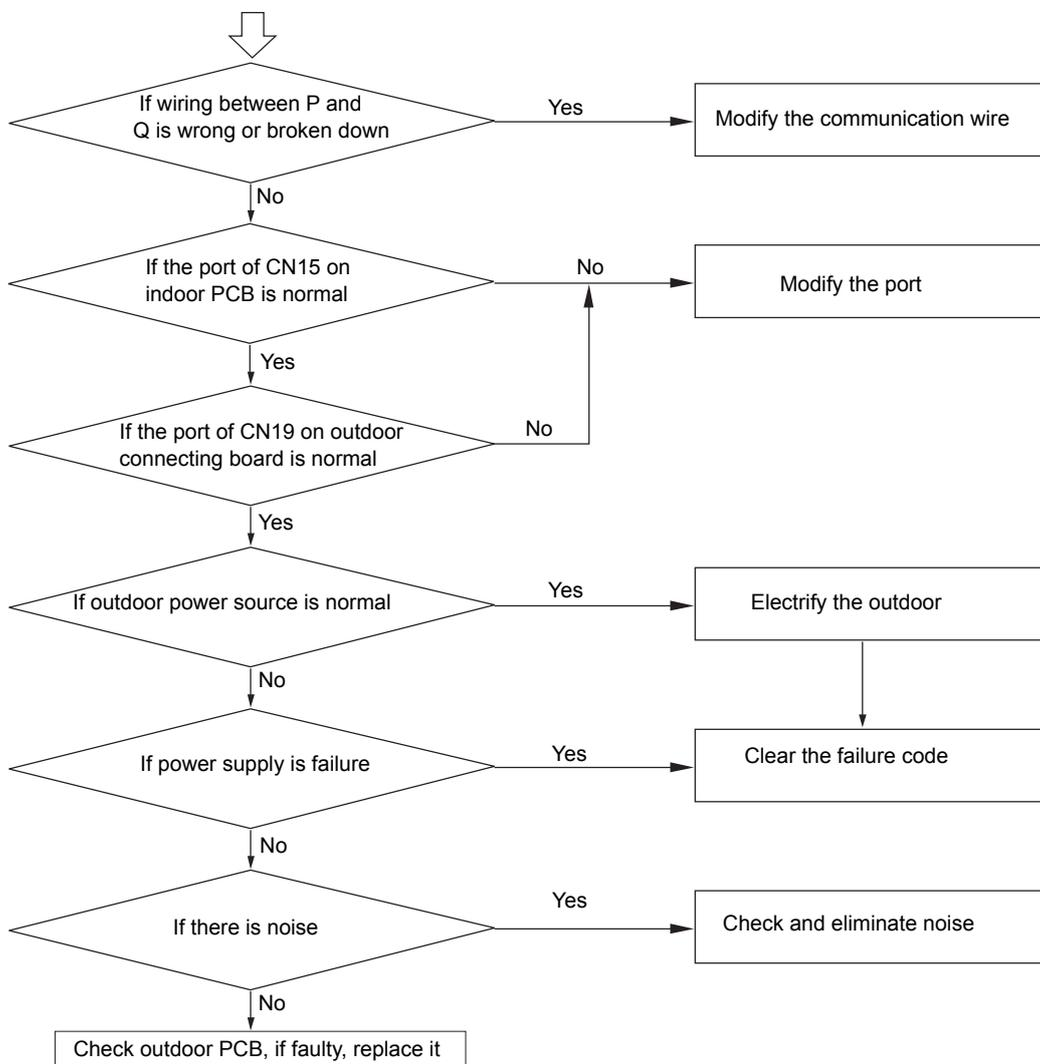 If wiring between P and
Q is wrong or broken down
Yes
Modify the communication wire
No
If the port of CN15 on
indoor PCB is normal
No
Modify the port
Yes
If the port of CN19 on outdoor
connecting board is normal
No
Yes
If outdoor power source is normal
Yes
Electrify the outdoor
No
If power supply is failure
Yes
Clear the failure code
No
If there is noise
Yes
Check and eliminate noise
No
Check outdoor PCB, if faulty, replace it